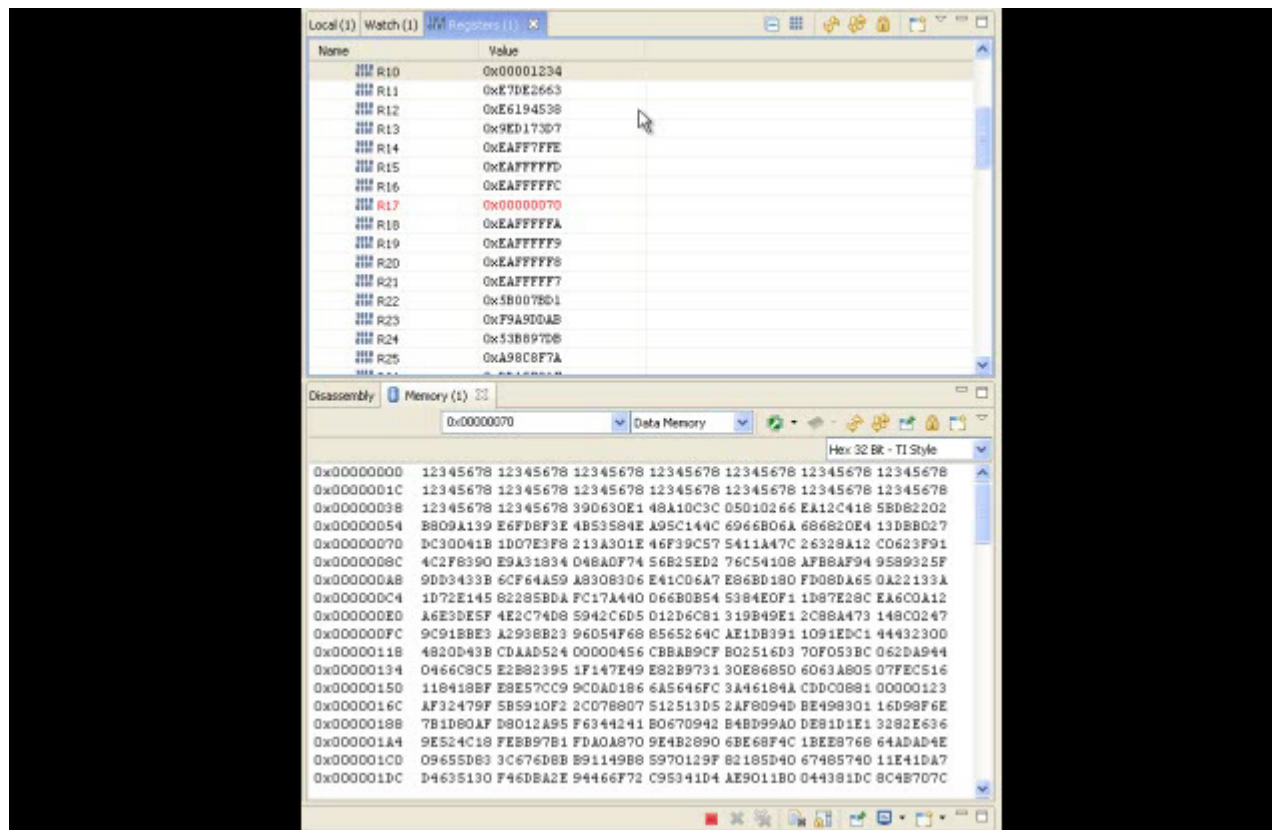 Local (1) Watch (1) Registers (1)
Name Value
R10 0x00001234
R11 0xE7DE2663
R12 0xE6194538
R13 0x9ED173D7
R14 0xEAFF7FFE
R15 0xEAFFFFFD
R16 0xEAFFFFFC
R17 0x00000070
R18 0xEAFFFFFA
R19 0xEAFFFFF9
R20 0xEAFFFFF8
R21 0xEAFFFFF7
R22 0x5B007BD1
R23 0xF9A9DDAB
R24 0x53B897DB
R25 0xA98C8F7A
Disassembly Memory (1)
0x00000070 Data Memory
Hex 32 Bit - TI Style
0x00000000 12345678 12345678 12345678 12345678 12345678 12345678 12345678
0x0000001C 12345678 12345678 12345678 12345678 12345678 12345678 12345678
0x00000038 12345678 12345678 390630E1 48A10C3C 05010266 EA12C418 5BD82202
0x00000054 B809A139 E6FD8F3E 4B53584E A95C144C 6966B06A 686820E4 13DBB027
0x00000070 DC30041B 1D07E3F8 213A301E 46F39C57 5411A47C 26328A12 C0623F91
0x0000008C 4C2F8390 E9A31834 048A0F74 56B25ED2 76C54108 AFB8AF94 9589325F
0x000000A8 9DD3433B 6CF64A59 A8308306 E41C06A7 E86BD180 FD08DA65 0A22133A
0x000000C4 1D72E145 82285BDA FC17A440 066B0B54 5384E0F1 1D87E28C EA6C0A12
0x000000E0 A6E3DE5F 4E2C74D8 5942C6D5 012D6C81 319B49E1 2C88A473 148C0247
0x000000FC 9C91BBE3 A2938B23 96054F68 8565264C AE1DB391 1091EDC1 44432300
0x00000118 4820D43B CDAAD524 00000456 CBBAB9CF B02516D3 70F053BC 062DA944
0x00000134 0466C8C5 E2B82395 1F147E49 E82B9731 30E86850 6063A805 07FEC516
0x00000150 118418BF E8E57CC9 9C0A0186 6A5646FC 3A46184A CDDC0881 00000123
0x0000016C AF32479F 5B5910F2 2C078807 512513D5 2AF8094D BE498301 16D98F6E
0x00000188 7B1D80AF D8012A95 F6344241 B0670942 B4BD99A0 DE81D1E1 3282E636
0x000001A4 9E524C18 FEBB97B1 FDA0A870 9E4B2890 6BE68F4C 1BEE8768 64ADAD4E
0x000001C0 09655D83 3C676D8B B91149B8 5970129F 82185D40 67485740 11E41DA7
0x000001DC D4635130 F46DBA2E 94466F72 C95341D4 AE9011B0 044381DC 8C4B707C